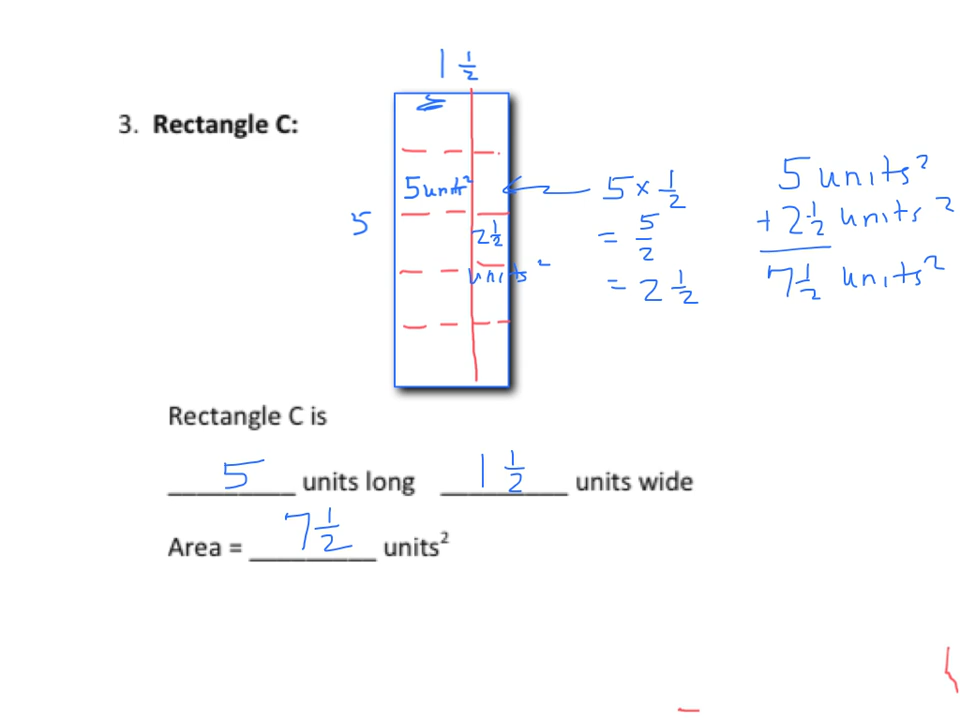 1 1/2
3. Rectangle C:
5 unit²
5
2 1/2
units²
5 × 1/2
= 5/2
= 2 1/2
5 units²
+ 2 1/2 units²
7 1/2 units²
Rectangle C is
5 units long 1 1/2 units wide
Area = 7 1/2 units²